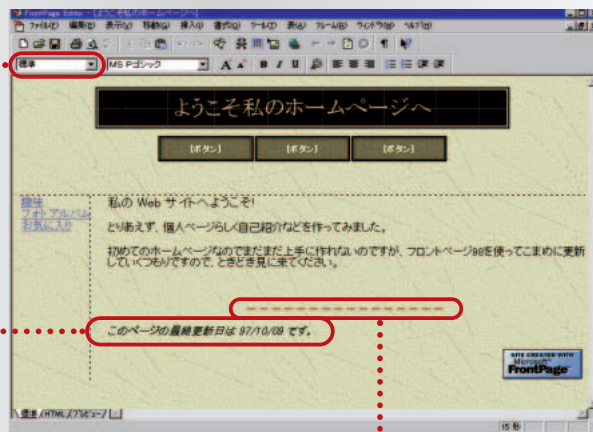 FrontPage Editor - [ようこそ私のホームページへ]
ファイル(F) 編集(E) 表示(V) 移動(G) 挿入(I) 書式(O) ツール(T) 表(A) フレーム(R) ウィンドウ(W) ヘルプ(H)
標準 MS Pゴシック
ようこそ私のホームページへ
[ボタン] [ボタン] [ボタン]
趣味
フォトアルバム
お気に入り
私の Web サイトへようこそ!
とりあえず、個人ページらしく自己紹介などを作ってみました。
初めてのホームページなのでまだまだ上手に作れないのですが、フロントページ98を使ってこまめに更新
していくつもりですので、ときどき見に来てください。
このページの最終更新日は 97/10/09 です。
SITE CREATED WITH
Microsoft
FrontPage
標準 /HTML/プレビュー/
15 秒